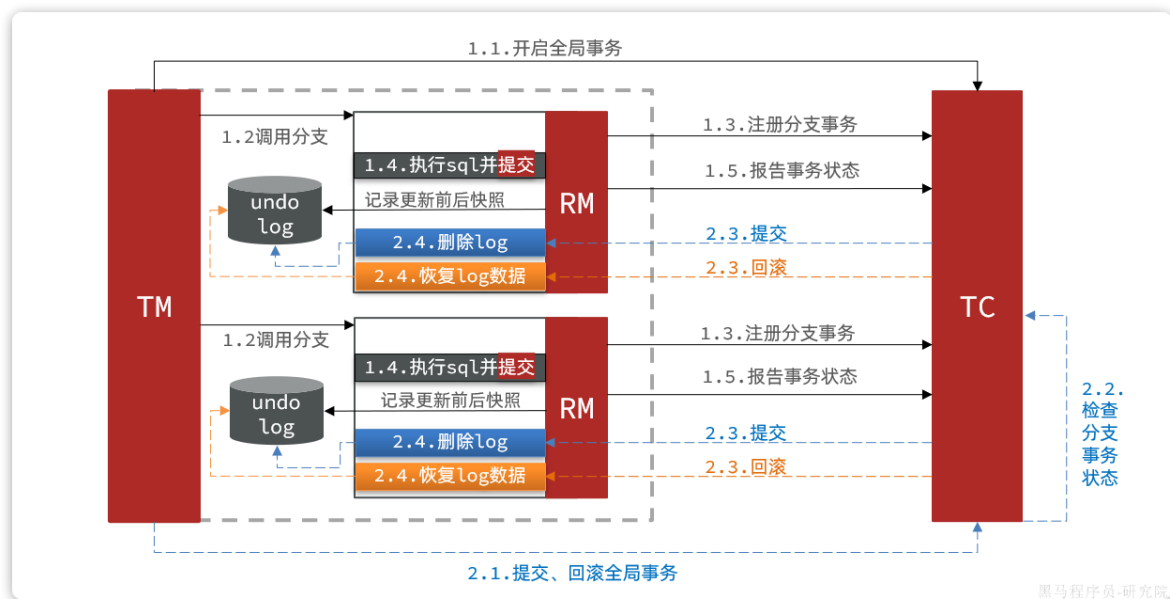 1.1.开启全局事务
1.2调用分支
1.3.注册分支事务
1.4.执行sql并提交
1.5.报告事务状态
undo
log
记录更新前后快照
RM
2.3.提交
2.4.删除log
2.3.回滚
2.4.恢复log数据
TM
TC
1.2调用分支
1.3.注册分支事务
1.4.执行sql并提交
1.5.报告事务状态
undo
log
记录更新前后快照
RM
2.3.提交
2.4.删除log
2.3.回滚
2.4.恢复log数据
2.2.
检查
分支
事务
状态
2.1.提交、回滚全局事务
黑马程序员-研究院